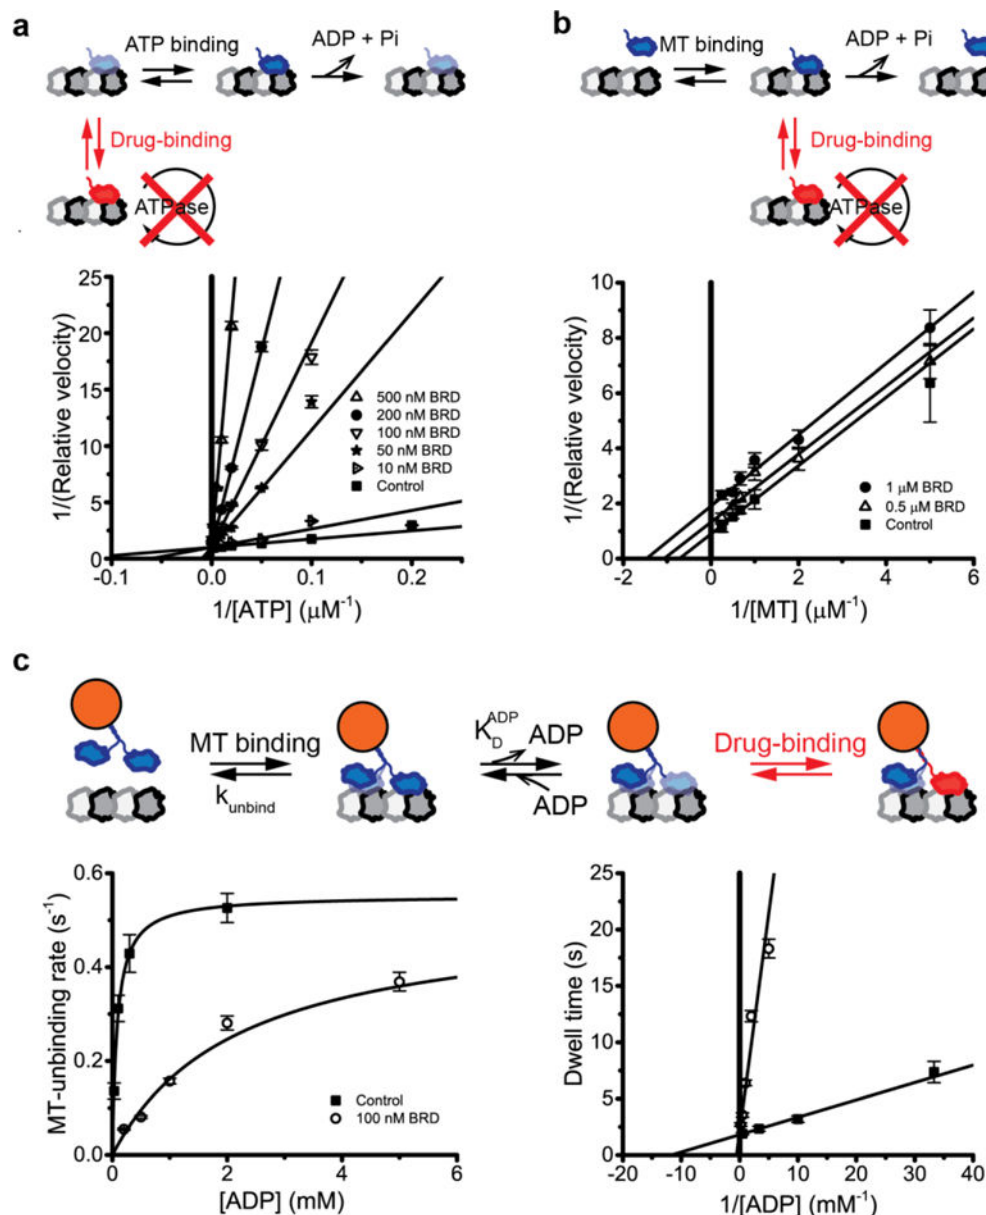 a
ATP binding
ADP + Pi
Drug-binding
ATPase
1/(Relative velocity)
25
20
15
10
5
0
-0.1
0.0
0.1
0.2
1/[ATP] (μM⁻¹)
500 nM BRD
200 nM BRD
100 nM BRD
50 nM BRD
10 nM BRD
Control
b
MT binding
ADP + Pi
Drug-binding
ATPase
1/(Relative velocity)
10
8
6
4
2
0
-2
0
2
4
6
1/[MT] (μM⁻¹)
1 μM BRD
0.5 μM BRD
Control
c
MT binding
k unbind
K D ADP
ADP
ADP
Drug-binding
MT-unbinding rate (s⁻¹)
0.6
0.4
0.2
0.0
0
2
4
6
[ADP] (mM)
Control
100 nM BRD
Dwell time (s)
25
20
15
10
5
0
-20
-10
0
10
20
30
40
1/[ADP] (mM⁻¹)